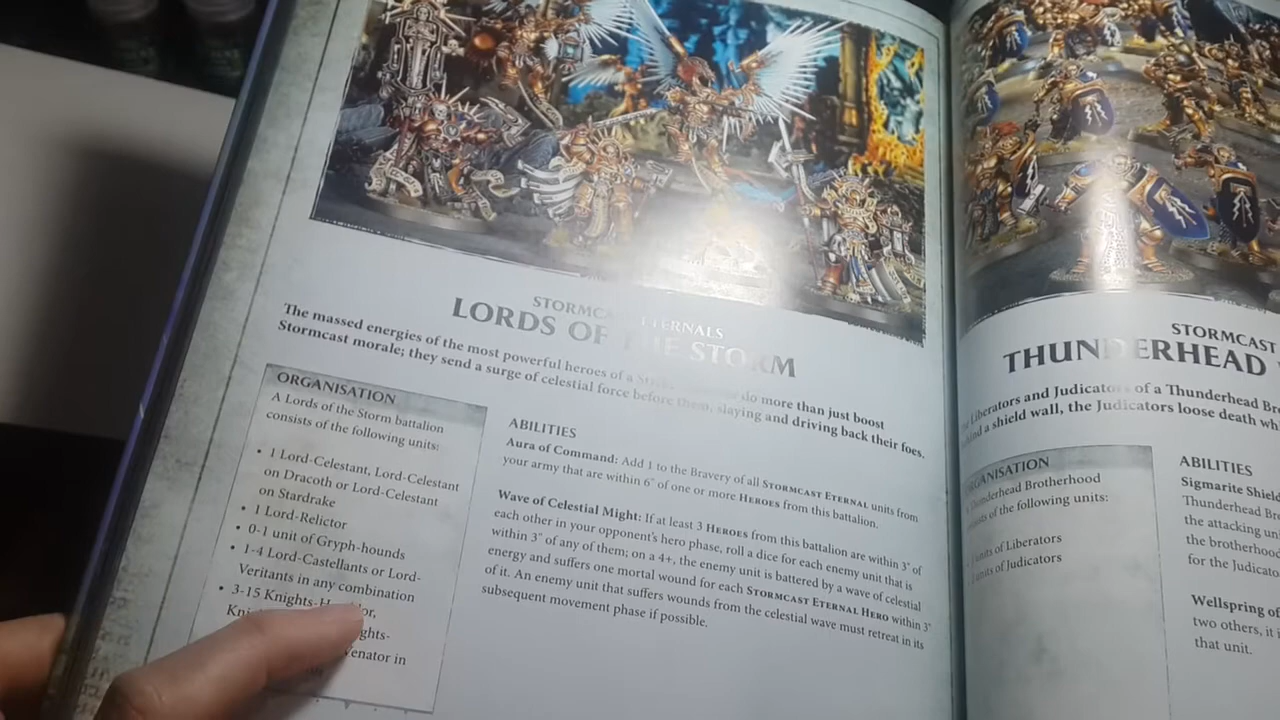 STORMCAST ETERNALS
LORDS OF THE STORM
The massed energies of the most powerful heroes of a do more than just boost
Stormcast morale; they send a surge of celestial force before them, slaying and driving back their foes.
ORGANISATION
A Lords of the Storm battalion
consists of the following units:
• 1 Lord-Celestant, Lord-Celestant
on Dracoth or Lord-Celestant
on Stardrake
• 1 Lord-Relictor
• 0-1 unit of Gryph-hounds
• 1-4 Lord-Castellants or Lord-
Veritants in any combination
• 3-15
Venator in
ABILITIES
Aura of Command: Add 1 to the Bravery of all STORMCAST ETERNAL units from
your army that are within 6" of one or more HEROES from this battalion.
Wave of Celestial Might: If at least 3 HEROES from this battalion are within 3" of
each other in your opponent's hero phase, roll a dice for each enemy unit that is
within 3" of any of them; on a 4+, the enemy unit is battered by a wave of celestial
energy and suffers one mortal wound for each STORMCAST ETERNAL HERO within 3"
of it. An enemy unit that suffers wounds from the celestial wave must retreat in its
subsequent movement phase if possible.
STORMCAST
THUNDERHEAD
Liberators and Judicators of a Thunderhead
a shield wall, the Judicators loose death
ORGANISATION
Thunderhead Brotherhood
of the following units:
units of Liberators
units of Judicators
ABILITIES
Sigmarite
Thunderhead
the attacking
the brotherhood
for the
Wellspring of
two others, it
that unit.